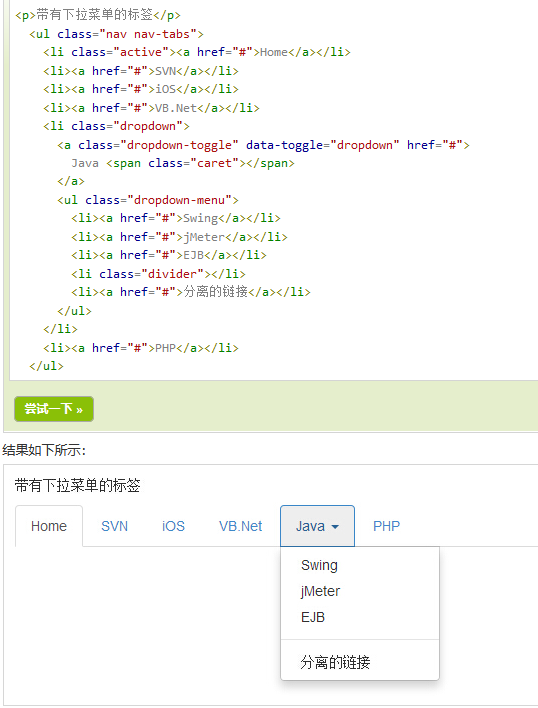 <p>带有下拉菜单的标签</p>
<ul class="nav nav-tabs">
<li class="active"><a href="#">Home</a></li>
<li><a href="#">SVN</a></li>
<li><a href="#">iOS</a></li>
<li><a href="#">VB.Net</a></li>
<li class="dropdown">
<a class="dropdown-toggle" data-toggle="dropdown" href="#">
Java <span class="caret"></span>
</a>
<ul class="dropdown-menu">
<li><a href="#">Swing</a></li>
<li><a href="#">jMeter</a></li>
<li><a href="#">EJB</a></li>
<li class="divider"></li>
<li><a href="#">分离的链接</a></li>
</ul>
</li>
<li><a href="#">PHP</a></li>
</ul>
尝试一下 »
结果如下所示:
带有下拉菜单的标签
Home SVN iOS VB.Net Java PHP
Swing
jMeter
EJB
分离的链接